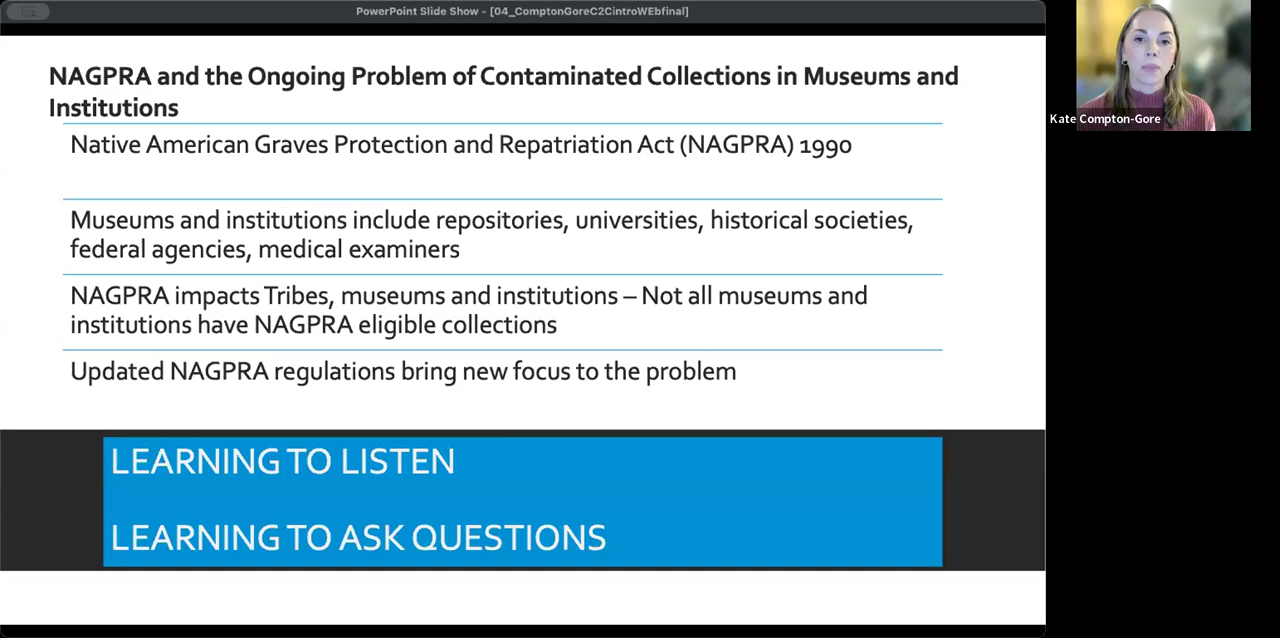 PowerPoint Slide Show - [04_ComptonGoreC2CintroWEbfinal]
NAGPRA and the Ongoing Problem of Contaminated Collections in Museums and
Institutions
Native American Graves Protection and Repatriation Act (NAGPRA) 1990
Museums and institutions include repositories, universities, historical societies,
federal agencies, medical examiners
NAGPRA impacts Tribes, museums and institutions – Not all museums and
institutions have NAGPRA eligible collections
Updated NAGPRA regulations bring new focus to the problem
LEARNING TO LISTEN
LEARNING TO ASK QUESTIONS
Kate Compton-Gore